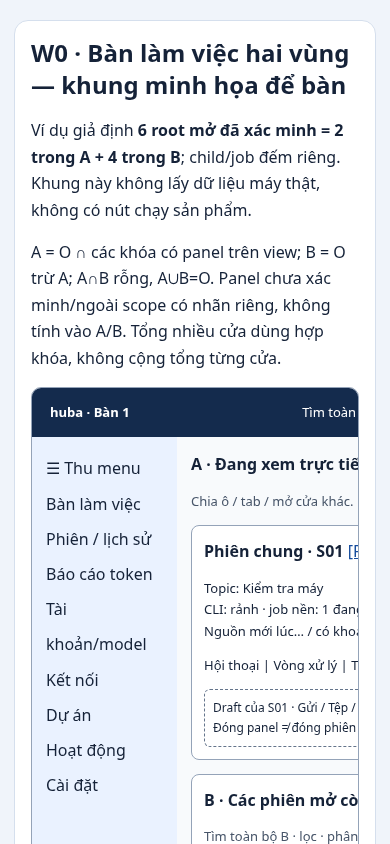 W0 · Bàn làm việc hai vùng
— khung minh họa để bàn
Ví dụ giả định 6 root mở đã xác minh = 2
trong A + 4 trong B; child/job đếm riêng.
Khung này không lấy dữ liệu máy thật,
không có nút chạy sản phẩm.
A = O ∩ các khóa có panel trên view; B = O
trừ A; A∩B rỗng, A∪B=O. Panel chưa xác
minh/ngoài scope có nhãn riêng, không
tính vào A/B. Tổng nhiều cửa dùng hợp
khóa, không cộng tổng từng cửa.
huba · Bàn 1
Tìm toàn
☰ Thu menu
Bàn làm việc
Phiên / lịch sử
Báo cáo token
Tài
khoản/model
Kết nối
Dự án
Hoạt động
Cài đặt
A · Đang xem trực tiế
Chia ô / tab / mở cửa khác.
Phiên chung · S01
Topic: Kiểm tra máy
CLI: rảnh · job nền: 1 đang
Nguồn mới lúc… / có khoả
Hội thoại | Vòng xử lý | T
Draft của S01 · Gửi / Tệp /
Đóng panel ≠ đóng phiên
B · Các phiên mở cò
Tìm toàn bộ B · lọc · phân